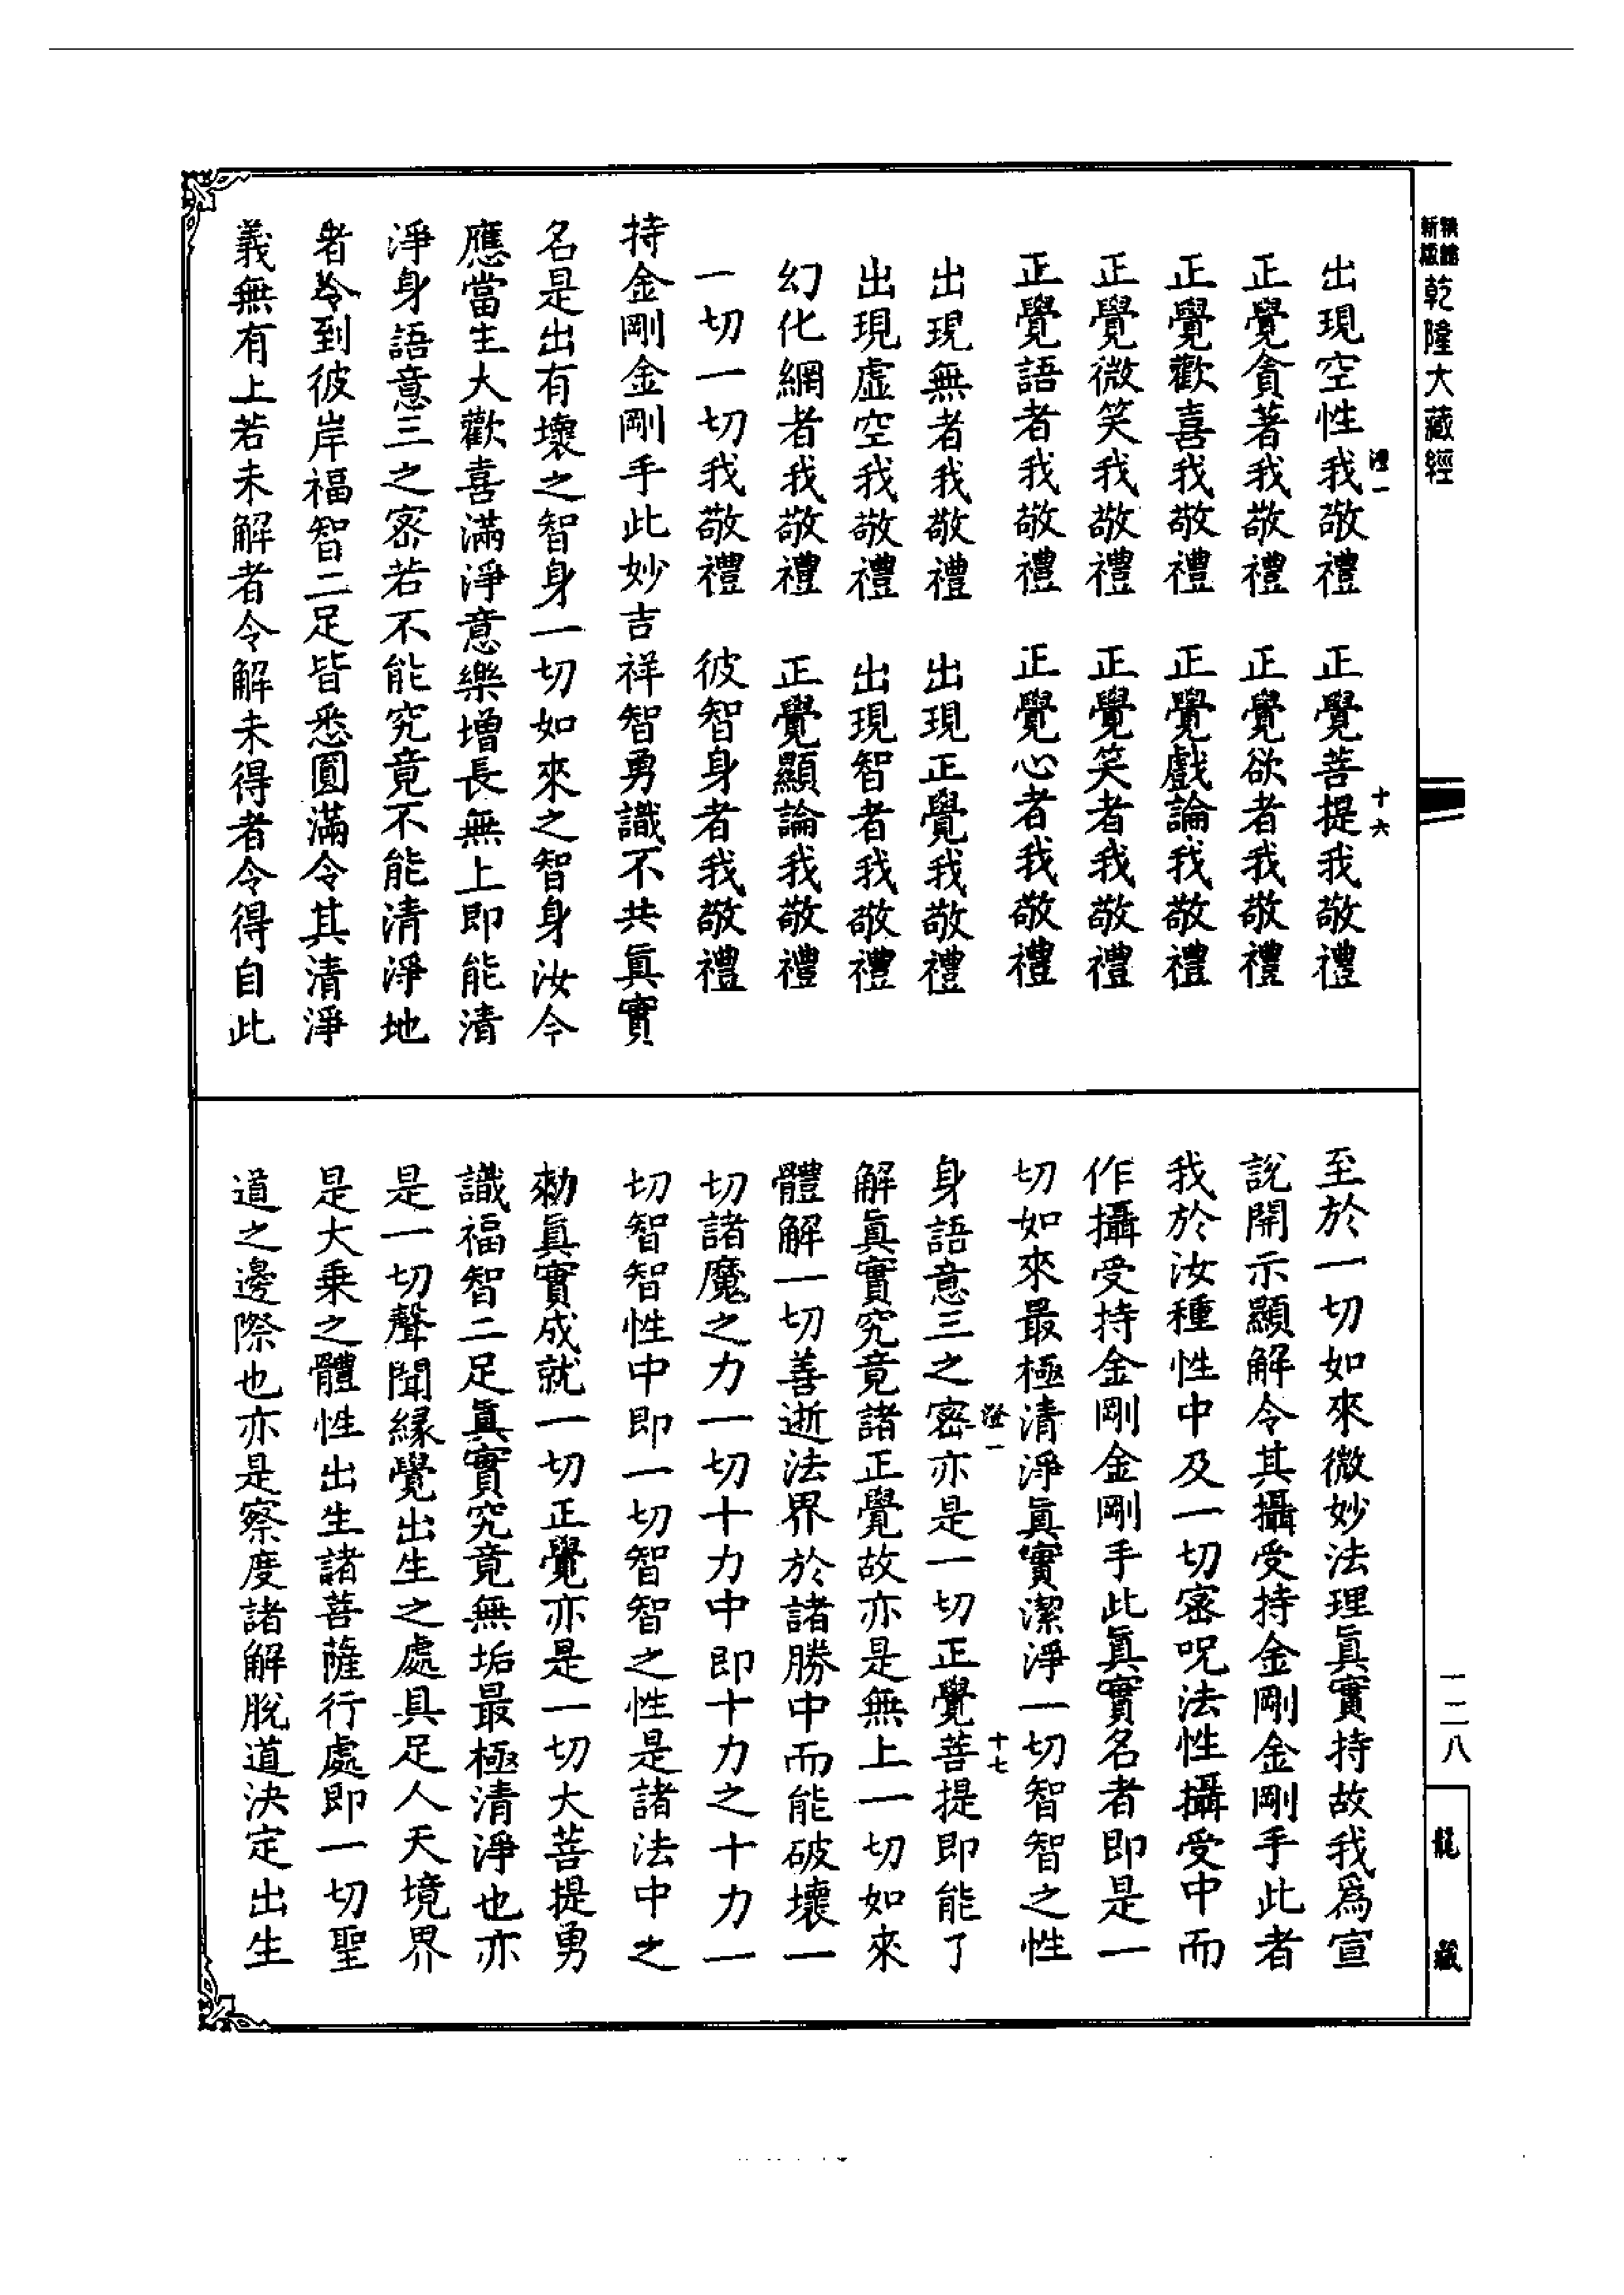 新版
乾隆大藏經
澄一
十六
出現空性我敬禮　正覺菩提我敬禮
正覺貪著我敬禮　正覺欲者我敬禮
正覺歡喜我敬禮　正覺戲論我敬禮
正覺微笑我敬禮　正覺笑者我敬禮
正覺語者我敬禮　正覺心者我敬禮
出現無者我敬禮　出現正覺我敬禮
出現虛空我敬禮　出現智者我敬禮
幻化網者我敬禮　正覺顯論我敬禮
一切一切我敬禮　彼智身者我敬禮
持金剛金剛手此妙吉祥智勇識不共眞實
名是出有壞之智身一切如來之智身汝今
應當生大歡喜滿淨意樂增長無上即能清
淨身語意三之密若不能究竟不能清淨地
者令到彼岸福智二足皆悉圓滿令其清淨
義無有上若未解者令解未得者令得自此
至於一切如來微妙法理眞實持故我爲宣
說開示顯解令其攝受持金剛金剛手此者
我於汝種性中及一切密呪法性攝受中而
作攝受持金剛金剛手此眞實名者即是一
切如來最極清淨眞實潔淨一切智智之性
澄一
十七
身語意三之密亦是一切正覺菩提即能了
解眞實究竟諸正覺故亦是無上一切如來
體解一切善逝法界於諸勝中而能破壞一
切諸魔之力一切十力中即十力之十力一
切智智性中即一切智智之性是諸法中之
勑眞實成就一切正覺亦是一切大菩提勇
識福智二足眞實究竟無垢最極清淨也亦
是一切聲聞緣覺出生之處具足人天境界
是大乘之體性出生諸菩薩行處即一切聖
道之邊際也亦是察度諸解脫道決定出生
一二八
龍藏